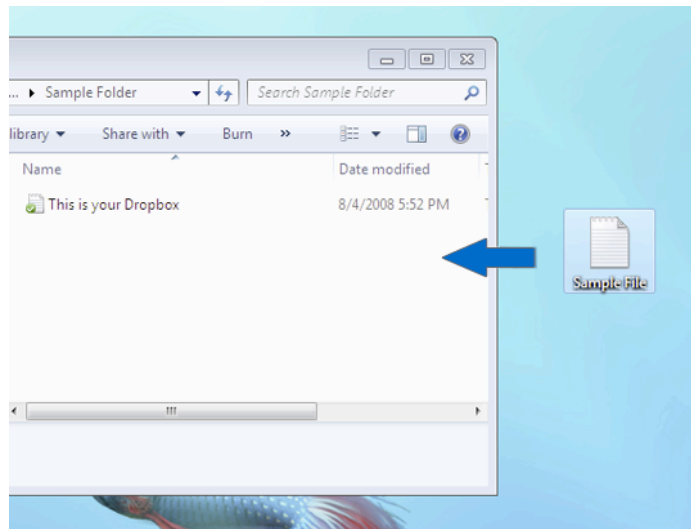 ... Sample Folder Search Sample Folder
library Share with Burn »
Name Date modified
This is your Dropbox 8/4/2008 5:52 PM
Sample File